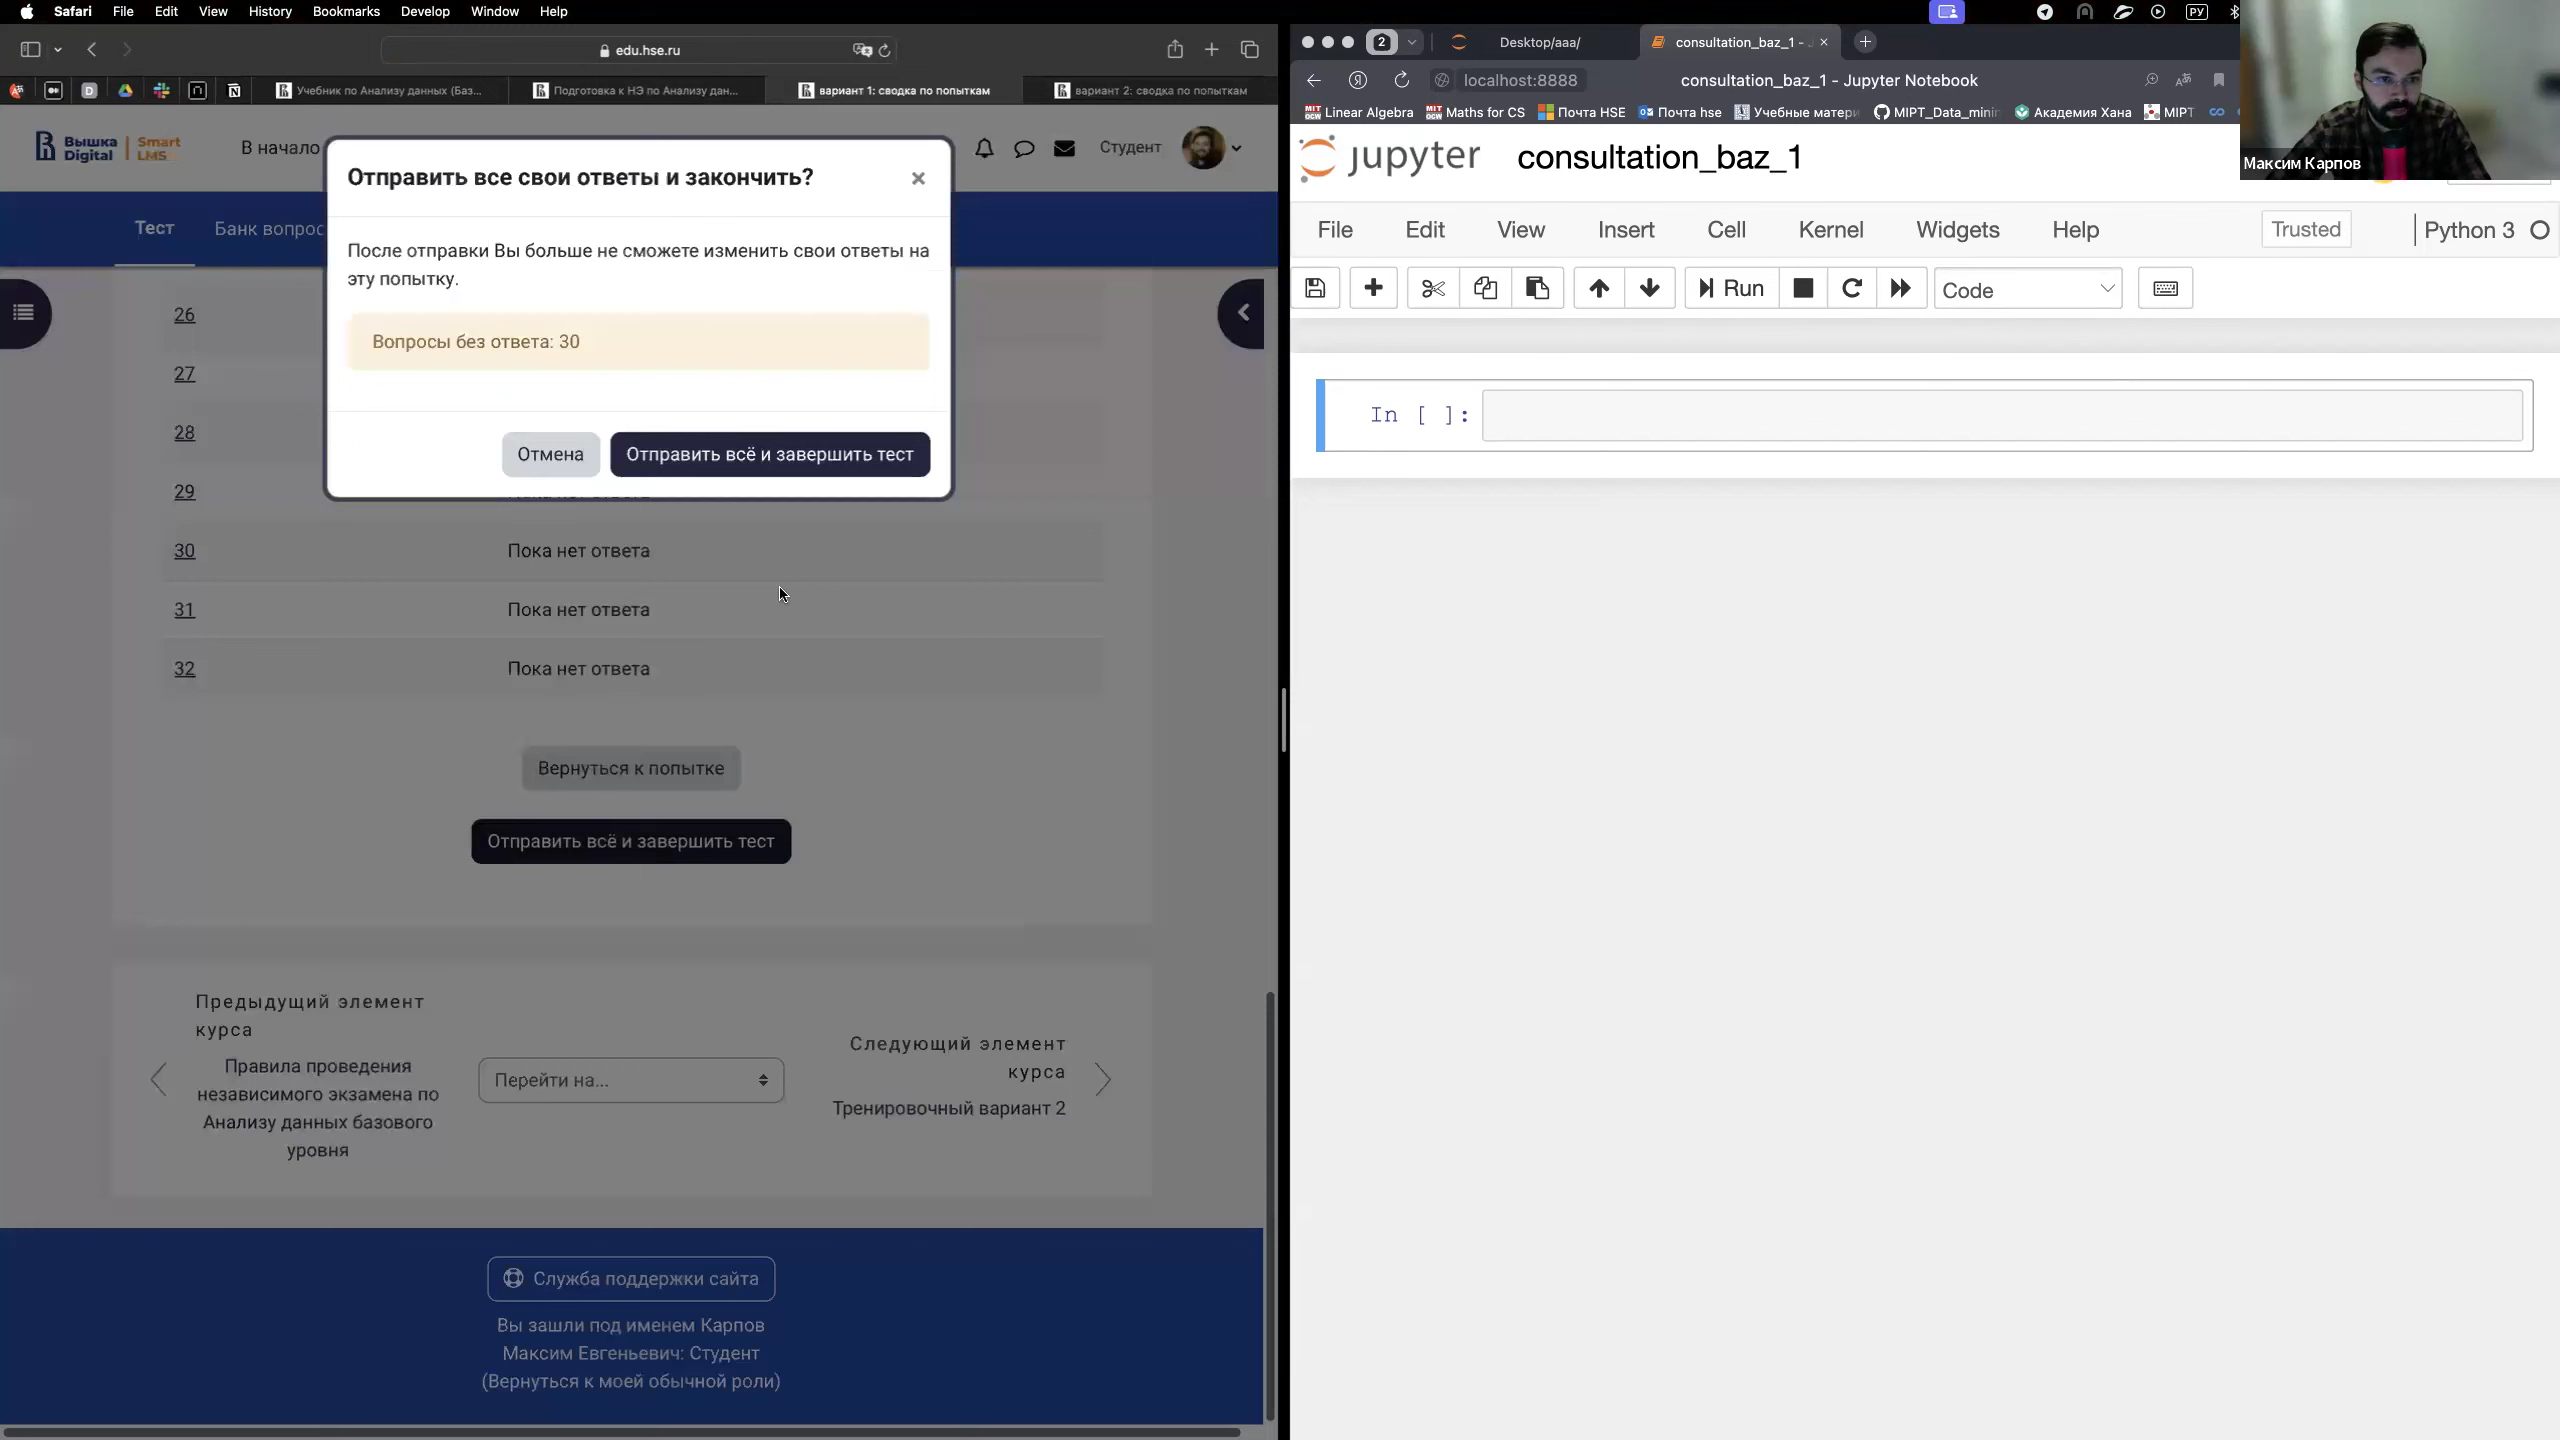 Safari File Edit View History Bookmarks Develop Window Help
РУ
edu.hse.ru
Учебник по Анализу данных (Баз...
Подготовка к НЭ по Анализу дан...
вариант 1: сводка по попыткам
вариант 2: сводка по попыткам
Вышка Digital Smart LMS
В начало
Студент
Тест
Банк вопрос
Отправить все свои ответы и закончить?
×
После отправки Вы больше не сможете изменить свои ответы на
эту попытку.
Вопросы без ответа: 30
Отмена
Отправить всё и завершить тест
26
27
28
29
30 Пока нет ответа
31 Пока нет ответа
32 Пока нет ответа
Вернуться к попытке
Отправить всё и завершить тест
Предыдущий элемент
курса
Правила проведения
независимого экзамена по
Анализу данных базового
уровня
Перейти на...
Следующий элемент
курса
Тренировочный вариант 2
Служба поддержки сайта
Вы зашли под именем Карпов
Максим Евгеньевич: Студент
(Вернуться к моей обычной роли)
2
Desktop/aaa/
consultation_baz_1 -
localhost:8888
consultation_baz_1 - Jupyter Notebook
Linear Algebra Maths for CS Почта HSE Почта hse Учебные матери MIPT_Data_minin Академия Хана MIPT
Максим Карпов
jupyter consultation_baz_1
File Edit View Insert Cell Kernel Widgets Help
Trusted
Python 3
Run
Code
In [ ]: